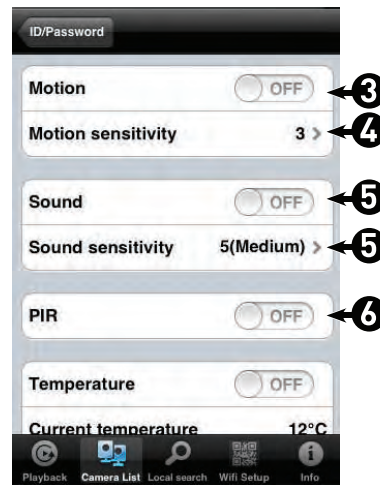 ID/Password
Motion OFF 3
Motion sensitivity 3 > 4
Sound OFF 5
Sound sensitivity 5(Medium) > 5
PIR OFF 6
Temperature OFF
Current temperature 12°C
Playback Camera List Local search Wifi Setup Info